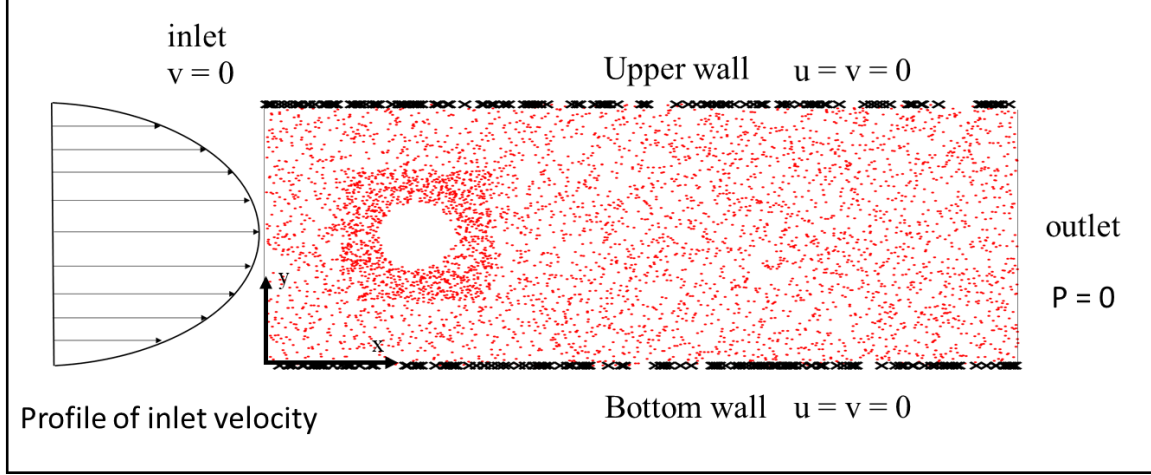 inlet
v = 0
Upper wall u = v = 0
outlet
P = 0
y
x
Bottom wall u = v = 0
Profile of inlet velocity